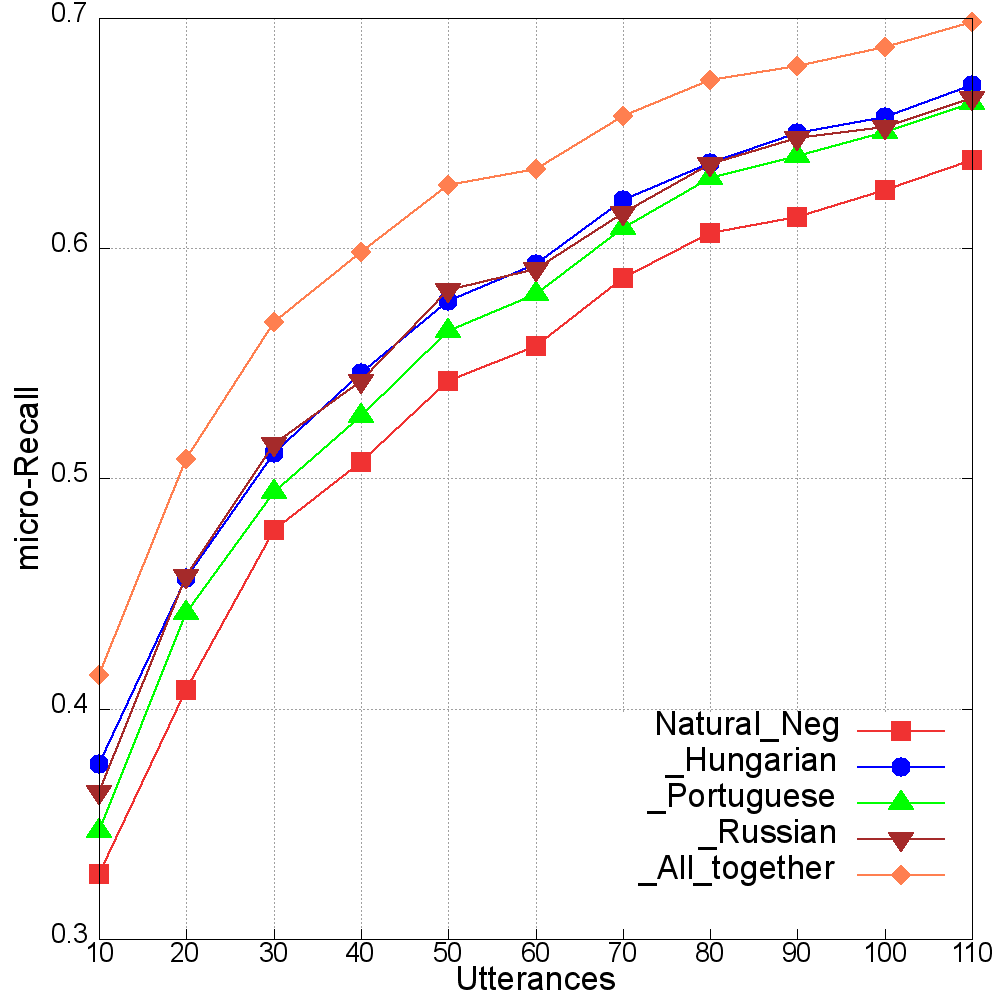 0.7
0.6
0.5
0.4
0.3
micro-Recall
10 20 30 40 50 60 70 80 90 100 110
Utterances
Natural_Neg
_Hungarian
_Portuguese
_Russian
_All_together